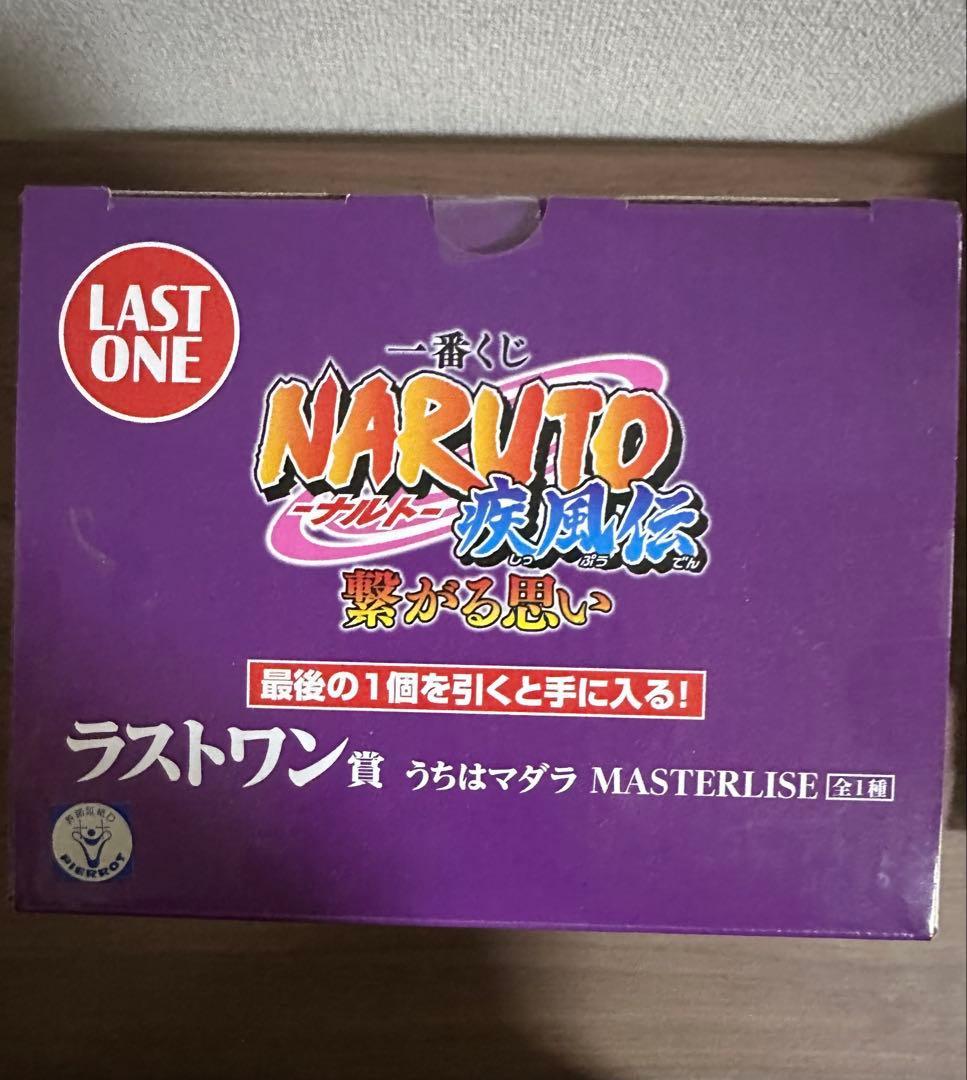 LAST
ONE
一番くじ
NARUTO
-ナルト-
疾風伝
しっ ぷう でん
繋がる思い
最後の1個を引くと手に入る!
ラストワン賞 うちはマダラ MASTERLISE 全1種
PIERROT